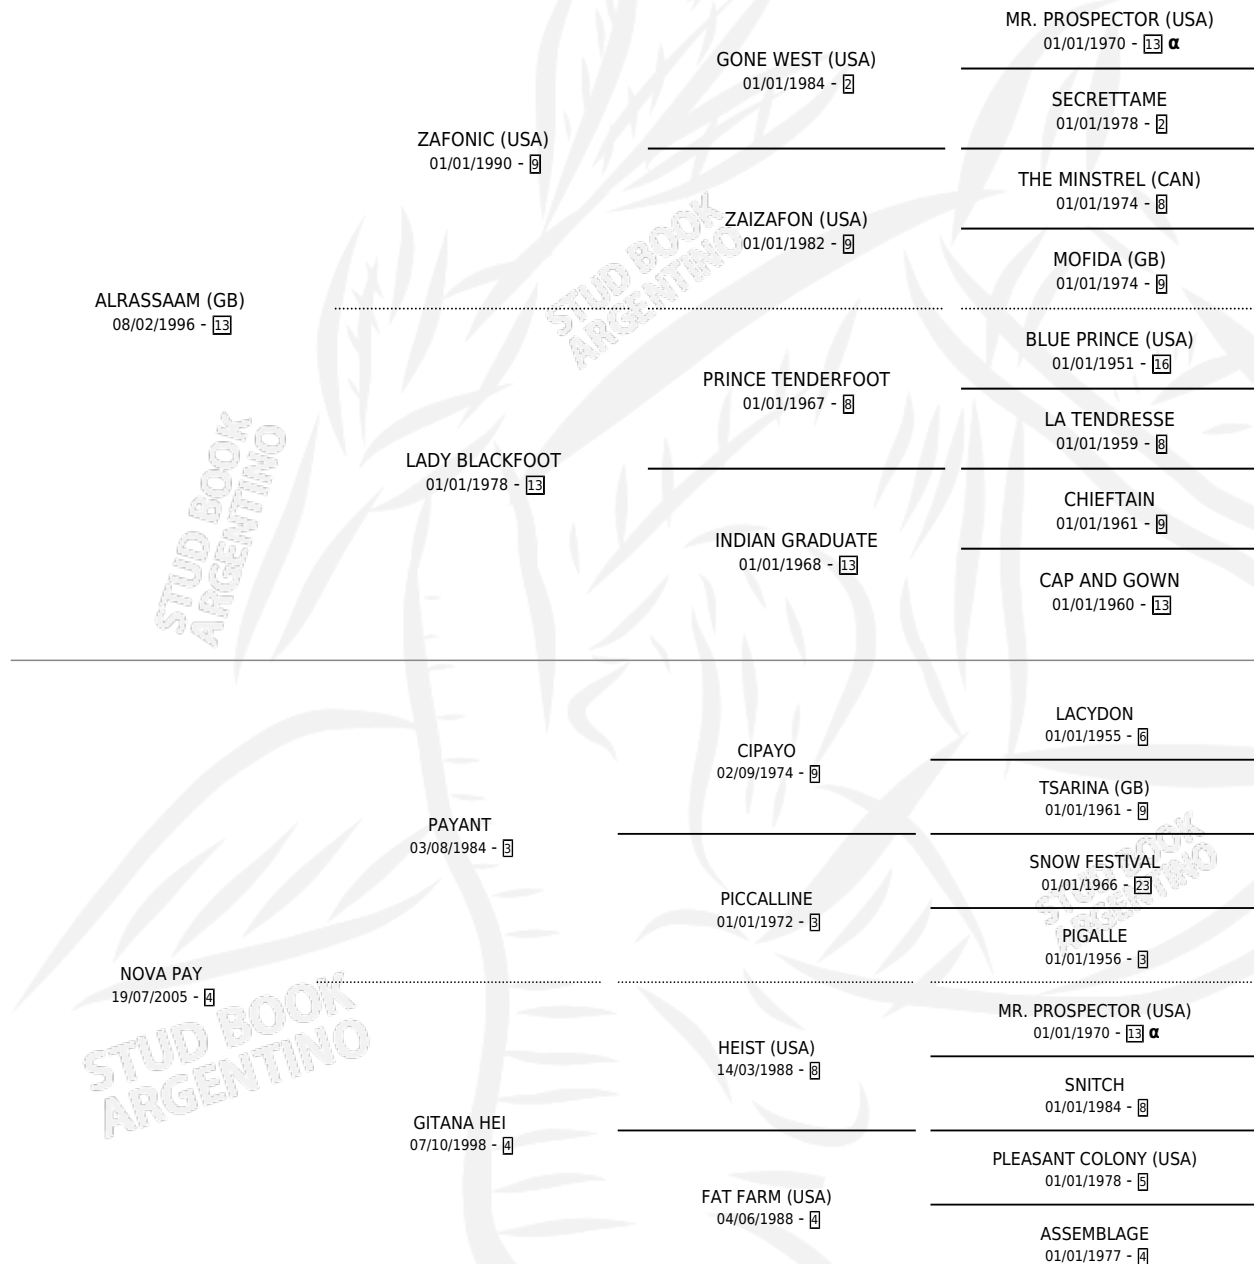 MR. PROSPECTOR (USA)
01/01/1970 - 13 α
GONE WEST (USA)
01/01/1984 - 2
SECRETTAME
01/01/1978 - 2
ZAFONIC (USA)
01/01/1990 - 9
THE MINSTREL (CAN)
01/01/1974 - 8
ZAIZAFON (USA)
01/01/1982 - 9
MOFIDA (GB)
01/01/1974 - 9
ALRASSAAM (GB)
08/02/1996 - 13
BLUE PRINCE (USA)
01/01/1951 - 16
PRINCE TENDERFOOT
01/01/1967 - 8
LA TENDRESSE
01/01/1959 - 8
LADY BLACKFOOT
01/01/1978 - 13
CHIEFTAIN
01/01/1961 - 9
INDIAN GRADUATE
01/01/1968 - 13
CAP AND GOWN
01/01/1960 - 13
LACYDON
01/01/1955 - 6
CIPAYO
02/09/1974 - 9
TSARINA (GB)
01/01/1961 - 9
PAYANT
03/08/1984 - 3
SNOW FESTIVAL
01/01/1966 - 23
PICCALLINE
01/01/1972 - 3
PIGALLE
01/01/1956 - 3
NOVA PAY
19/07/2005 - 4
MR. PROSPECTOR (USA)
01/01/1970 - 13 α
HEIST (USA)
14/03/1988 - 8
SNITCH
01/01/1984 - 8
GITANA HEI
07/10/1998 - 4
PLEASANT COLONY (USA)
01/01/1978 - 5
FAT FARM (USA)
04/06/1988 - 4
ASSEMBLAGE
01/01/1977 - 4
STUD BOOK
ARGENTINO
STUD BOOK
ARGENTINO
STUD BOOK
ARGENTINO
STUD BOOK
ARGENTINO